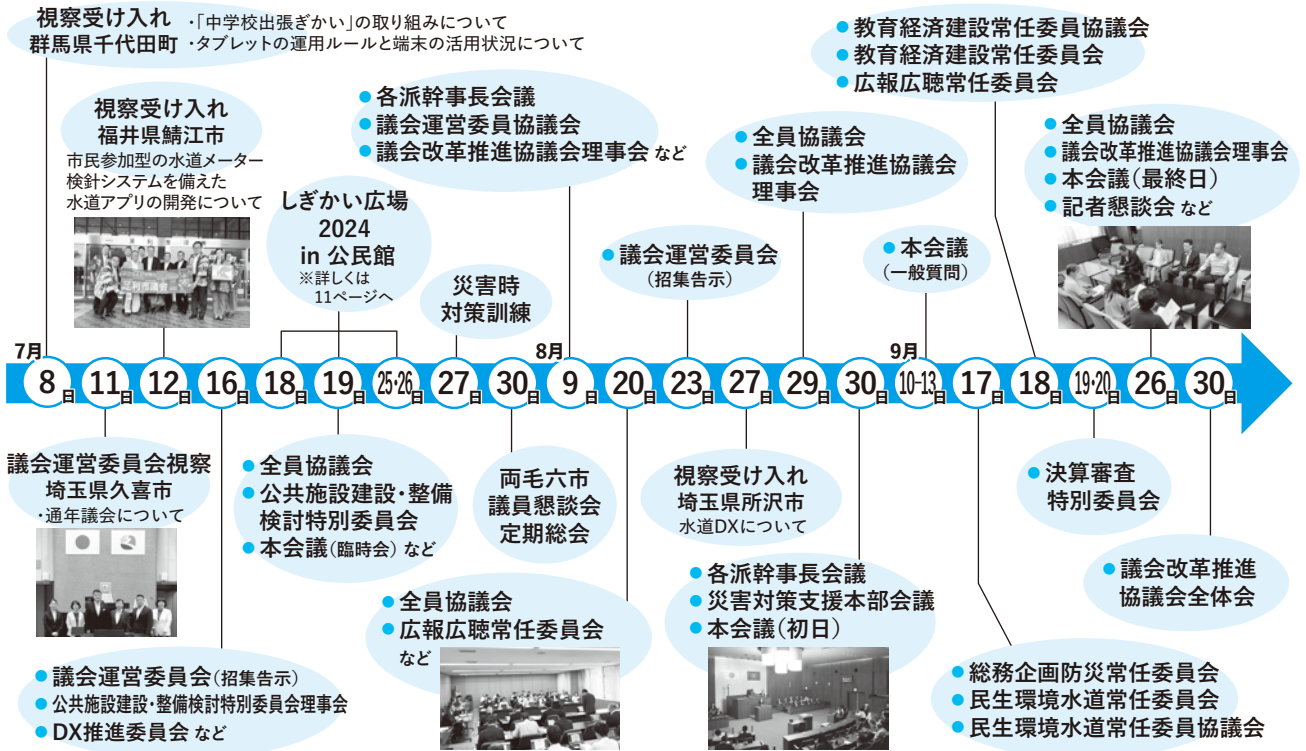 視察受け入れ
群馬県千代田町
・「中学校出張ぎかい」の取り組みについて
・タブレットの運用ルールと端末の活用状況について
視察受け入れ
福井県鯖江市
市民参加型の水道メーター
検針システムを備えた
水道アプリの開発について
しぎかい広場
2024
in 公民館
※詳しくは
11ページへ
災害時
対策訓練
● 各派幹事長会議
● 議会運営委員協議会
● 議会改革推進協議会理事会 など
● 議会運営委員会
(招集告示)
● 全員協議会
● 議会改革推進協議会
理事会
● 本会議
(一般質問)
● 教育経済建設常任委員協議会
● 教育経済建設常任委員会
● 広報広聴常任委員会
● 全員協議会
● 議会改革推進協議会理事会
● 本会議(最終日)
● 記者懇談会 など
7月
8日
11日
12日
16日
18日
19日
25・26日
27日
30日
8月
9日
20日
23日
27日
29日
30日
9月
10-13日
17日
18日
19・20日
26日
30日
議会運営委員会視察
埼玉県久喜市
・通年議会について
● 議会運営委員会(招集告示)
● 公共施設建設・整備検討特別委員会理事会
● DX推進委員会 など
● 全員協議会
● 公共施設建設・整備
検討特別委員会
● 本会議(臨時会) など
両毛六市
議員懇談会
定期総会
● 全員協議会
● 広報広聴常任委員会
など
視察受け入れ
埼玉県所沢市
水道DXについて
● 各派幹事長会議
● 災害対策支援本部会議
● 本会議(初日)
● 総務企画防災常任委員会
● 民生環境水道常任委員会
● 民生環境水道常任委員協議会
● 決算審査
特別委員会
● 議会改革推進
協議会全体会